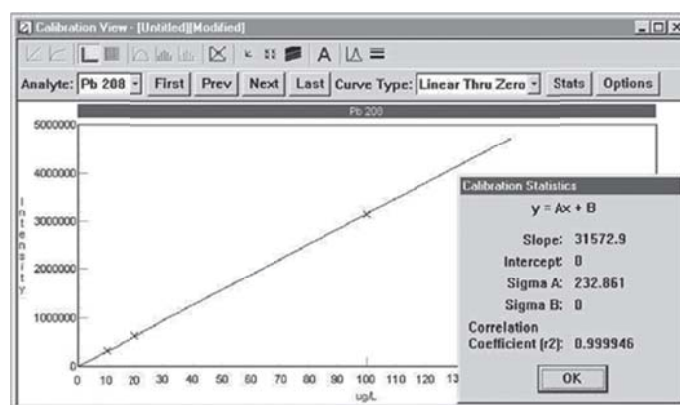 Calibration View - [Untitled][Modified]
A
Analyte: Pb 208 First Prev Next Last Curve Type: Linear Thru Zero Stats Options
Pb 208
5000000
4000000
3000000
2000000
1000000
0
Intensity
0 10 20 30 40 50 60 70 80 90 100 110 120
ug/L
Calibration Statistics
y = Ax + B
Slope: 31572.9
Intercept: 0
Sigma A: 232.861
Sigma B: 0
Correlation
Coefficient (r2): 0.999946
OK